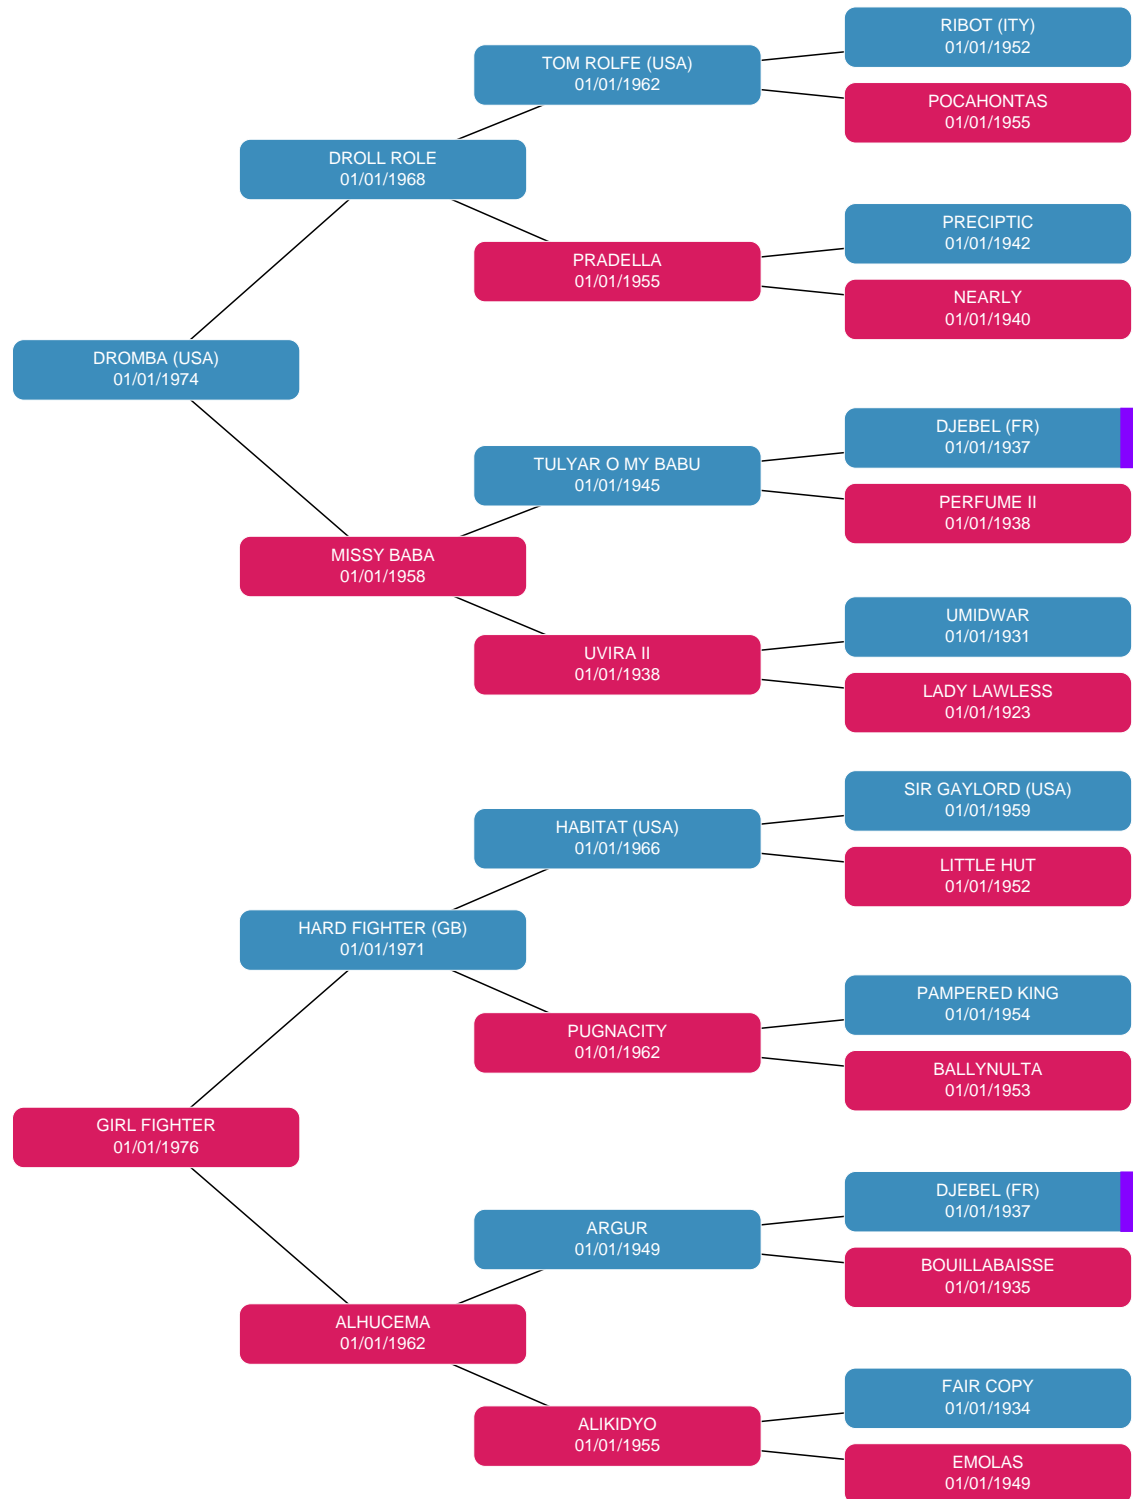 RIBOT (ITY)
01/01/1952
TOM ROLFE (USA)
01/01/1962
POCAHONTAS
01/01/1955
DROLL ROLE
01/01/1968
PRECIPTIC
01/01/1942
PRADELLA
01/01/1955
NEARLY
01/01/1940
DROMBA (USA)
01/01/1974
DJEBEL (FR)
01/01/1937
TULYAR O MY BABU
01/01/1945
PERFUME II
01/01/1938
MISSY BABA
01/01/1958
UMIDWAR
01/01/1931
UVIRA II
01/01/1938
LADY LAWLESS
01/01/1923
SIR GAYLORD (USA)
01/01/1959
HABITAT (USA)
01/01/1966
LITTLE HUT
01/01/1952
HARD FIGHTER (GB)
01/01/1971
PAMPERED KING
01/01/1954
PUGNACITY
01/01/1962
BALLYNULTA
01/01/1953
GIRL FIGHTER
01/01/1976
DJEBEL (FR)
01/01/1937
ARGUR
01/01/1949
BOUILLABAISSE
01/01/1935
ALHUCEMA
01/01/1962
FAIR COPY
01/01/1934
ALIKIDYO
01/01/1955
EMOLAS
01/01/1949